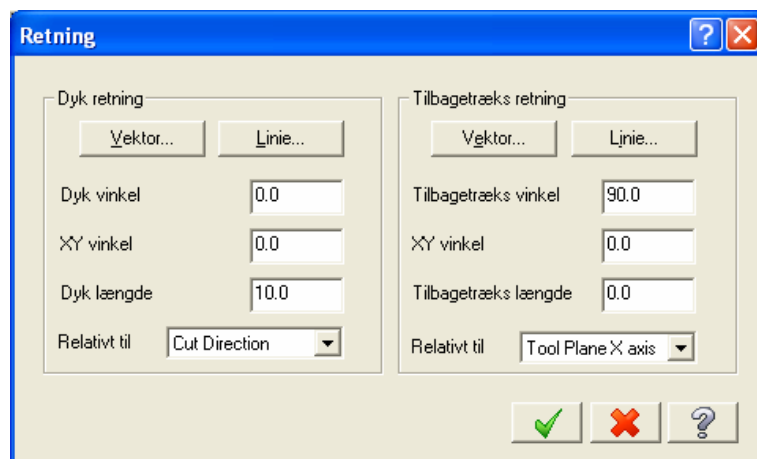 Retning
Dyk retning
Vektor... Linie...
Dyk vinkel 0.0
XY vinkel 0.0
Dyk længde 10.0
Relativt til Cut Direction
Tilbagetræks retning
Vektor... Linie...
Tilbagetræks vinkel 90.0
XY vinkel 0.0
Tilbagetræks længde 0.0
Relativt til Tool Plane X axis